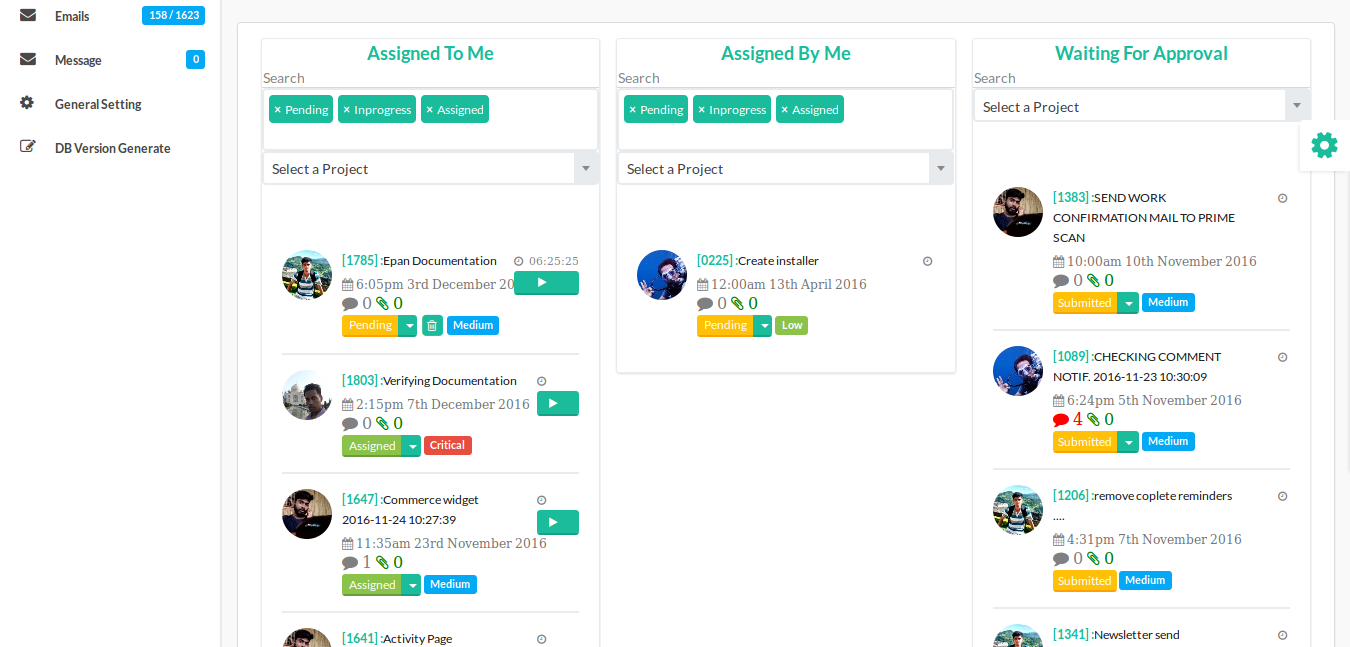 Emails
158 / 1623
Message
0
General Setting
DB Version Generate
Assigned To Me
Search
× Pending × Inprogress × Assigned
Select a Project
[1785] :Epan Documentation
06:25:25
6:05pm 3rd December 20
0 0
Pending Medium
[1803] :Verifying Documentation
2:15pm 7th December 2016
0 0
Assigned Critical
[1647] :Commerce widget
2016-11-24 10:27:39
11:35am 23rd November 2016
1 0
Assigned Medium
[1641] :Activity Page
Assigned By Me
Search
× Pending × Inprogress × Assigned
Select a Project
[0225] :Create installer
12:00am 13th April 2016
0 0
Pending Low
Waiting For Approval
Search
Select a Project
[1383] :SEND WORK
CONFIRMATION MAIL TO PRIME
SCAN
10:00am 10th November 2016
0 0
Submitted Medium
[1089] :CHECKING COMMENT
NOTIF. 2016-11-23 10:30:09
6:24pm 5th November 2016
4 0
Submitted Medium
[1206] :remove coplete reminders
....
4:31pm 7th November 2016
0 0
Submitted Medium
[1341] :Newsletter send